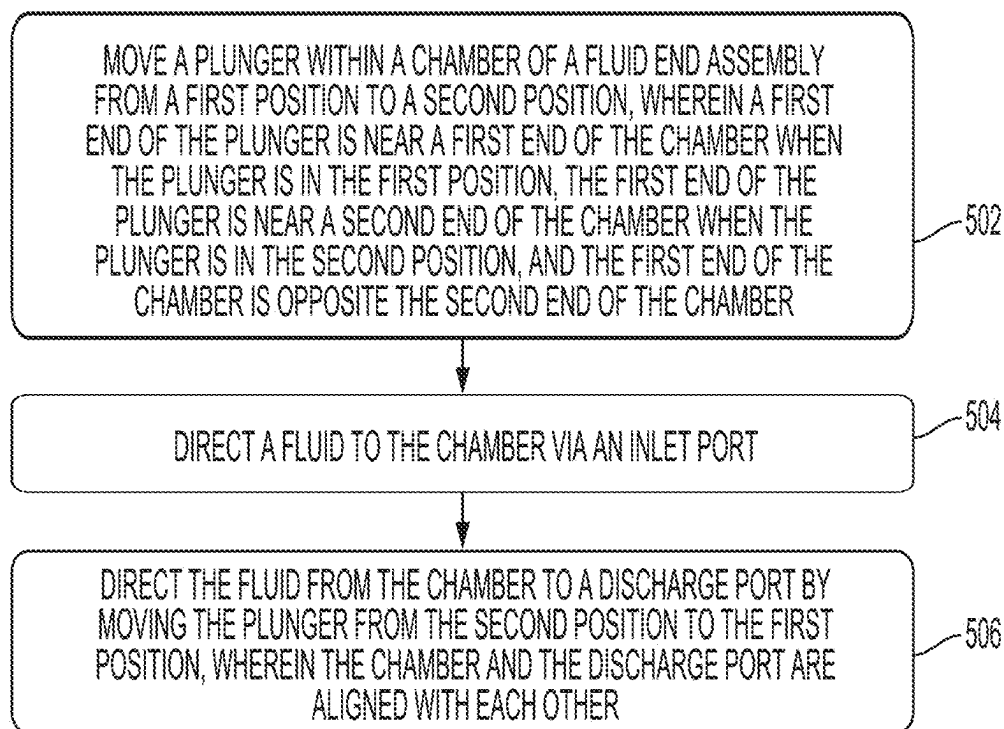 MOVE A PLUNGER WITHIN A CHAMBER OF A FLUID END ASSEMBLY
FROM A FIRST POSITION TO A SECOND POSITION, WHEREIN A FIRST
END OF THE PLUNGER IS NEAR A FIRST END OF THE CHAMBER WHEN
THE PLUNGER IS IN THE FIRST POSITION, THE FIRST END OF THE
PLUNGER IS NEAR A SECOND END OF THE CHAMBER WHEN THE
PLUNGER IS IN THE SECOND POSITION, AND THE FIRST END OF THE
CHAMBER IS OPPOSITE THE SECOND END OF THE CHAMBER
502
DIRECT A FLUID TO THE CHAMBER VIA AN INLET PORT
504
DIRECT THE FLUID FROM THE CHAMBER TO A DISCHARGE PORT BY
MOVING THE PLUNGER FROM THE SECOND POSITION TO THE FIRST
POSITION, WHEREIN THE CHAMBER AND THE DISCHARGE PORT ARE
ALIGNED WITH EACH OTHER
506